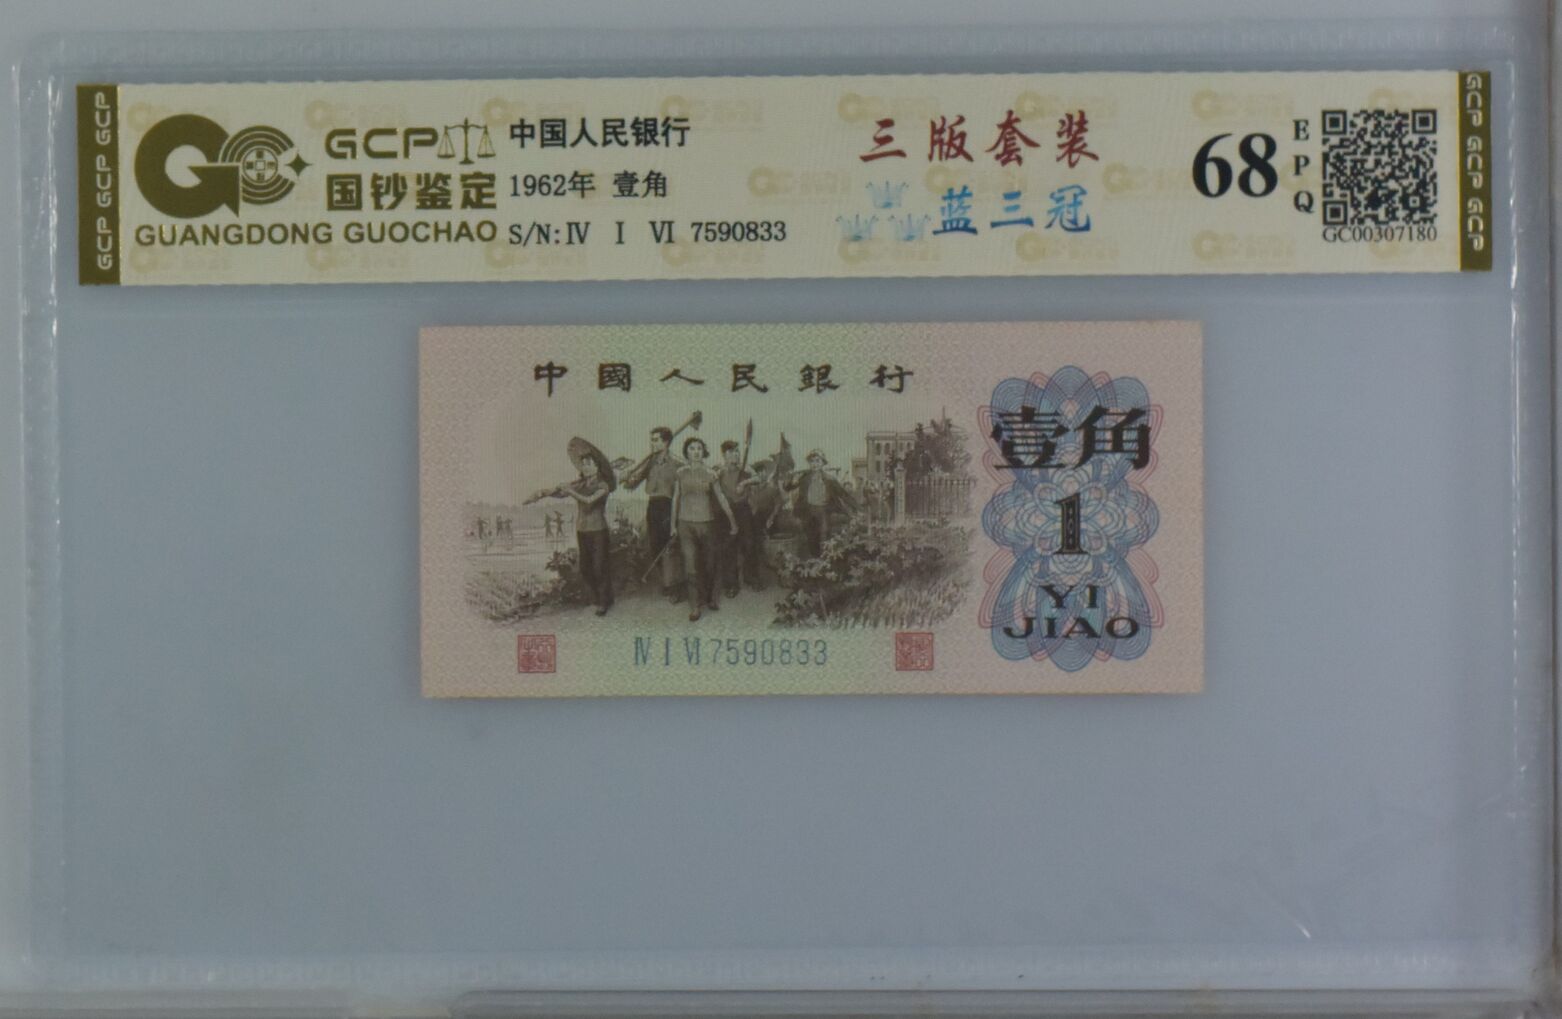 GCP GCP GCP
GCP
国钞鉴定
GUANGDONG GUOCHAO
中国人民银行
1962年 壹角
S/N:Ⅳ Ⅰ Ⅵ 7590833
三版套装
蓝三冠
68
EPQ
GC00307180
GCP GCP GCP
中國人民銀行
壹角
1
YI
JIAO
Ⅳ Ⅰ Ⅵ 7590833